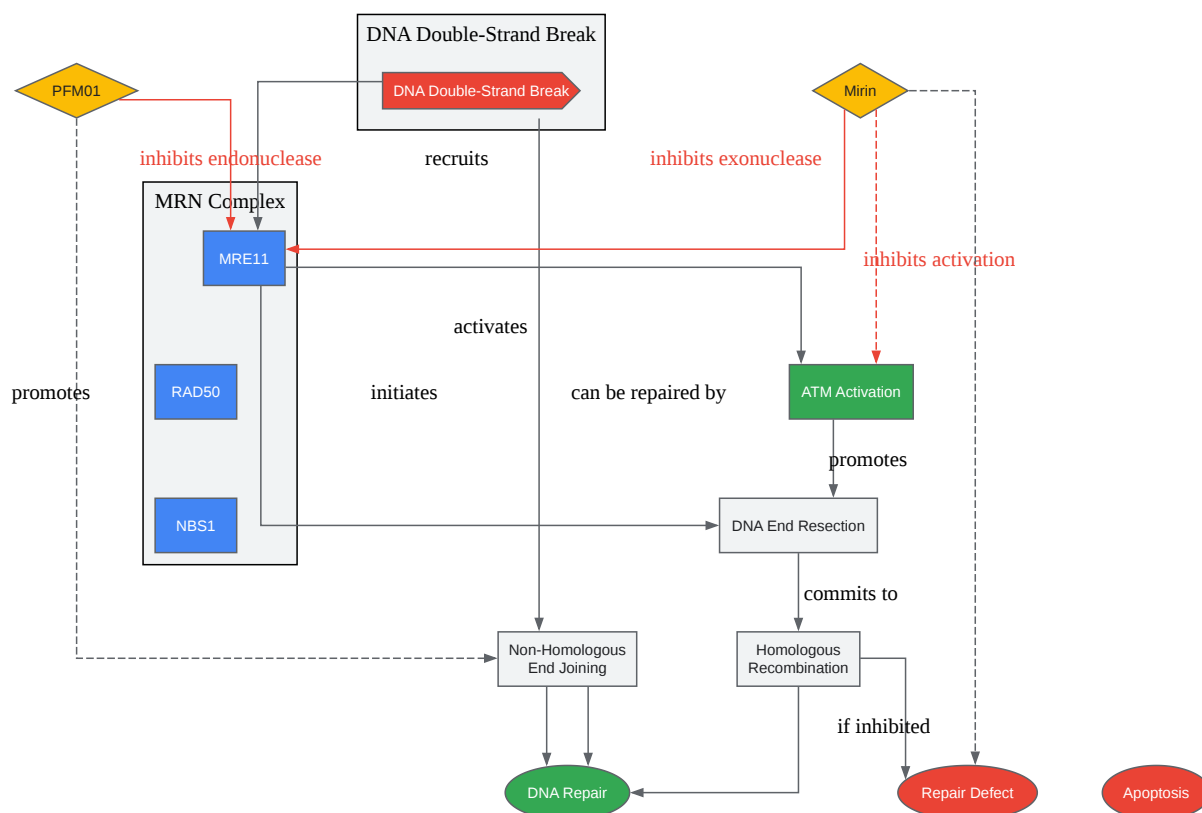 DNA Double-Strand Break
PFM01
DNA Double-Strand Break
Mirin
inhibits endonuclease
recruits
inhibits exonuclease
MRN Complex
MRE11
inhibits activation
activates
promotes
RAD50
initiates
can be repaired by
ATM Activation
promotes
NBS1
DNA End Resection
commits to
Non-Homologous
End Joining
Homologous
Recombination
if inhibited
DNA Repair
Repair Defect
Apoptosis